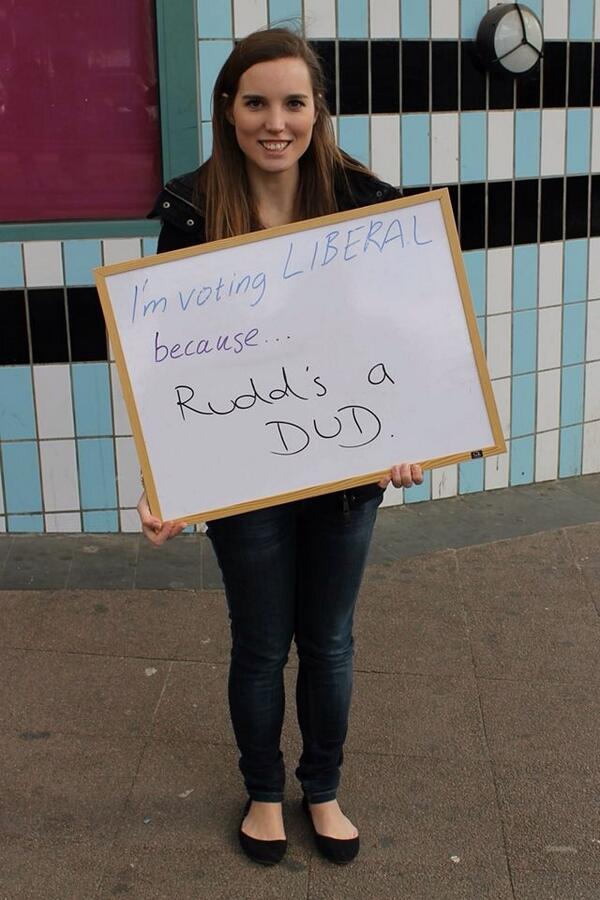 I'm voting LIBERAL
because...
Rudd's a
DUD.